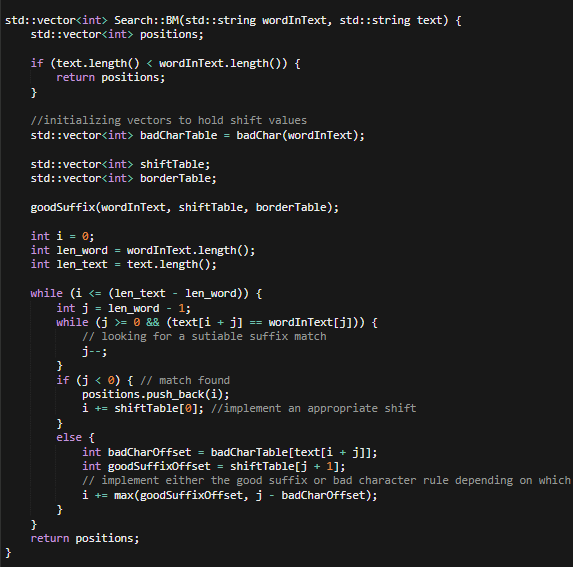 std::vector<int> Search::BM(std::string wordInText, std::string text) {
    std::vector<int> positions;

    if (text.length() < wordInText.length()) {
        return positions;
    }

    //initializing vectors to hold shift values
    std::vector<int> badCharTable = badChar(wordInText);

    std::vector<int> shiftTable;
    std::vector<int> borderTable;

    goodSuffix(wordInText, shiftTable, borderTable);

    int i = 0;
    int len_word = wordInText.length();
    int len_text = text.length();

    while (i <= (len_text - len_word)) {
        int j = len_word - 1;
        while (j >= 0 && (text[i + j] == wordInText[j])) {
            // looking for a sutiable suffix match
            j--;
        }
        if (j < 0) { // match found
            positions.push_back(i);
            i += shiftTable[0]; //implement an appropriate shift
        }
        else {
            int badCharOffset = badCharTable[text[i + j]];
            int goodSuffixOffset = shiftTable[j + 1];
            // implement either the good suffix or bad character rule depending on which
            i += max(goodSuffixOffset, j - badCharOffset);
        }
    }
    return positions;
}